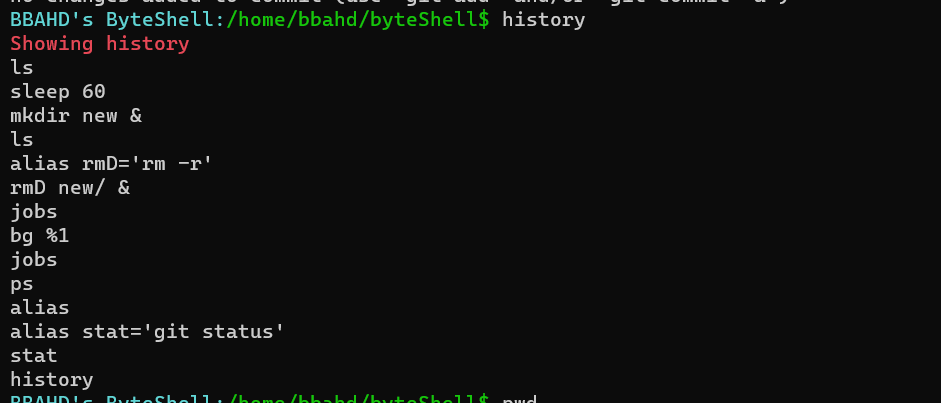 BBAHD's ByteShell:/home/bbahd/byteShell$ history
Showing history
ls
sleep 60
mkdir new &
ls
alias rmD='rm -r'
rmD new/ &
jobs
bg %1
jobs
ps
alias
alias stat='git status'
stat
history
BBAHD's ByteShell:/home/bbahd/byteShell$ pwd